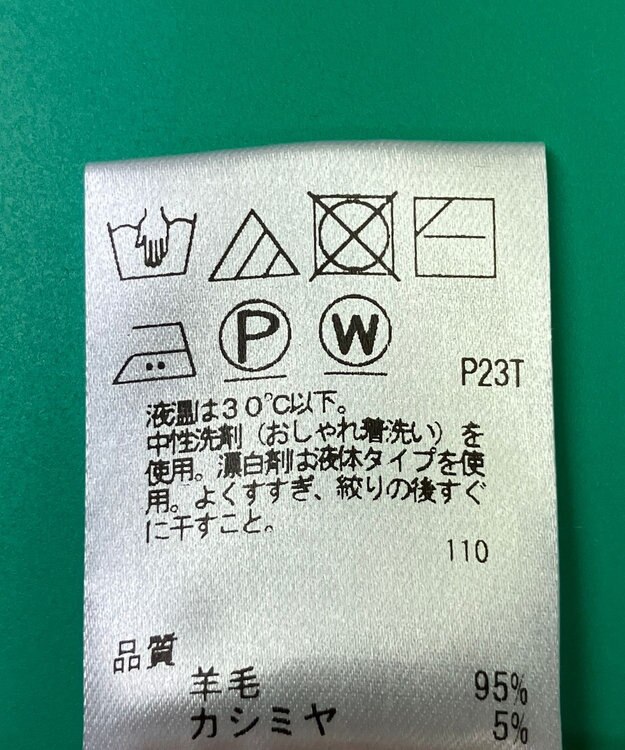 P
W
P23T
液温は30℃以下。
中性洗剤（おしゃれ着洗い）を
使用。漂白剤は液体タイプを使
用。よくすすぎ、絞りの後すぐ
に干すこと。
110
品質
羊毛 95%
カシミヤ 5%